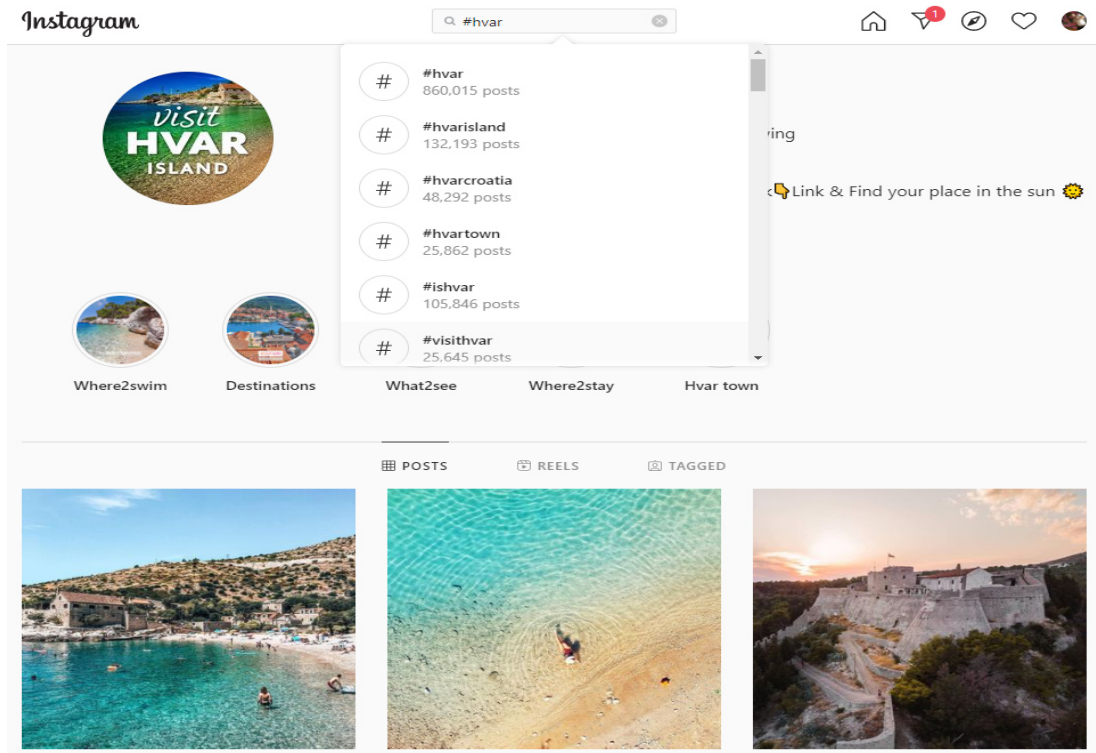 Instagram
#hvar
1
#
#hvar
860,015 posts
#
#hvarisland
132,193 posts
#
#hvarcroatia
48,292 posts
#
#hvartown
25,862 posts
#
#ishvar
105,846 posts
#
#visithvar
25,645 posts
visit
HVAR
ISLAND
ing
Link & Find your place in the sun
Where2swim
Destinations
What2see
Where2stay
Hvar town
POSTS
REELS
TAGGED